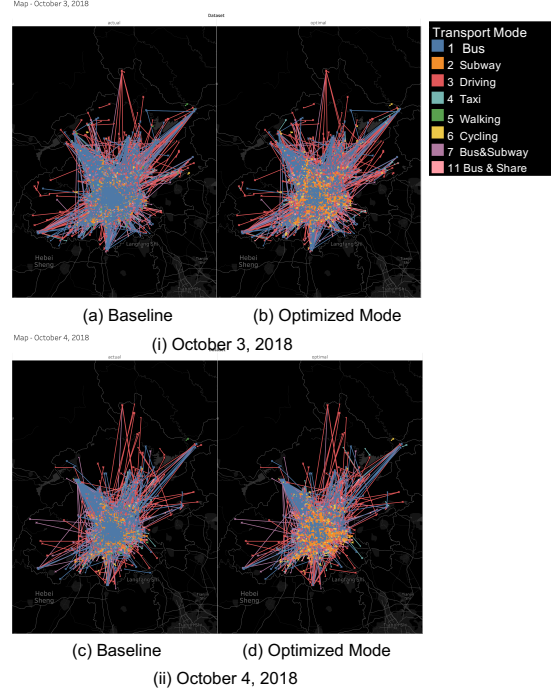 Map - October 3, 2018
Dataset
actual
optimal
Transport Mode
1 Bus
2 Subway
3 Driving
4 Taxi
5 Walking
6 Cycling
7 Bus&Subway
11 Bus & Share
Langfang Shi
Langfang Shi
Hebei
Sheng
Hebei
Sheng
(a) Baseline
(b) Optimized Mode
(i) October 3, 2018
Map - October 4, 2018
actual
optimal
Langfang Shi
Langfang Shi
Hebei
Sheng
Hebei
Sheng
(c) Baseline
(d) Optimized Mode
(ii) October 4, 2018